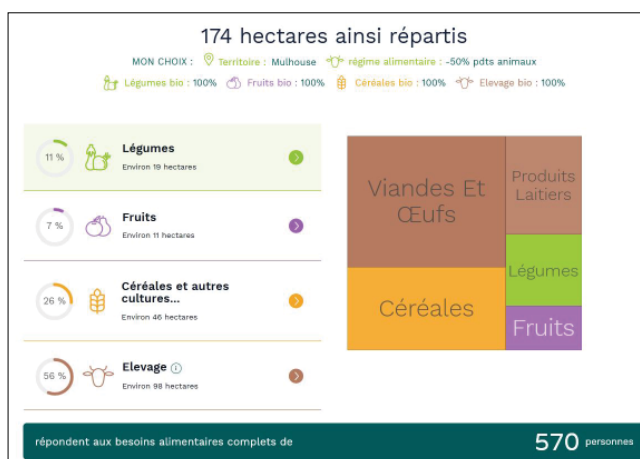 174 hectares ainsi répartis
MON CHOIX : Territoire : Mulhouse régime alimentaire : -50% pdts animaux
Légumes bio : 100% Fruits bio : 100% Céréales bio : 100% Elevage bio : 100%
11 %
Légumes
Environ 19 hectares
7 %
Fruits
Environ 11 hectares
26 %
Céréales et autres
cultures...
Environ 46 hectares
56 %
Elevage
Environ 98 hectares
Viandes Et
Œufs
Produits
Laitiers
Légumes
Céréales
Fruits
répondent aux besoins alimentaires complets de 570 personnes